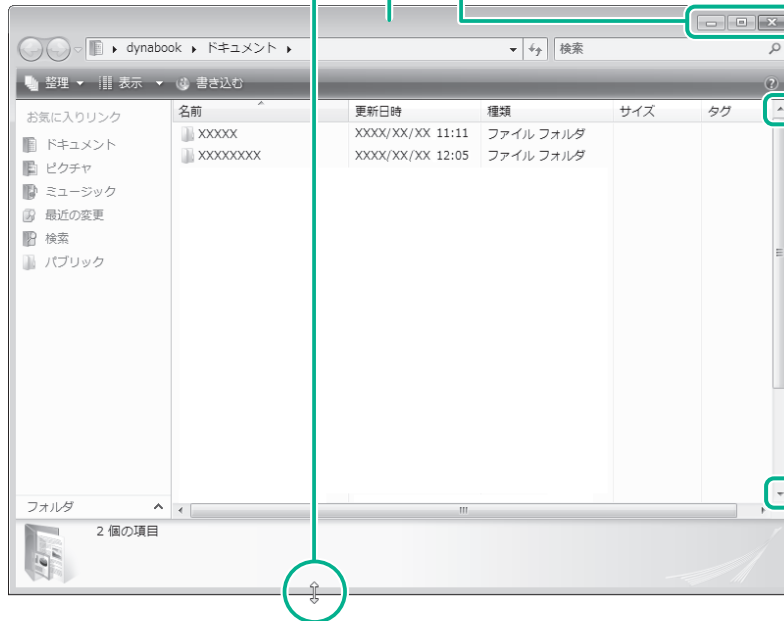 dynabook ドキュメント 検索
整理 表示 書き込む
お気に入りリンク
ドキュメント
ピクチャ
ミュージック
最近の変更
検索
パブリック
フォルダ
名前 更新日時 種類 サイズ タグ
XXXXX XXXX/XX/XX 11:11 ファイル フォルダ
XXXXXXXX XXXX/XX/XX 12:05 ファイル フォルダ
2 個の項目